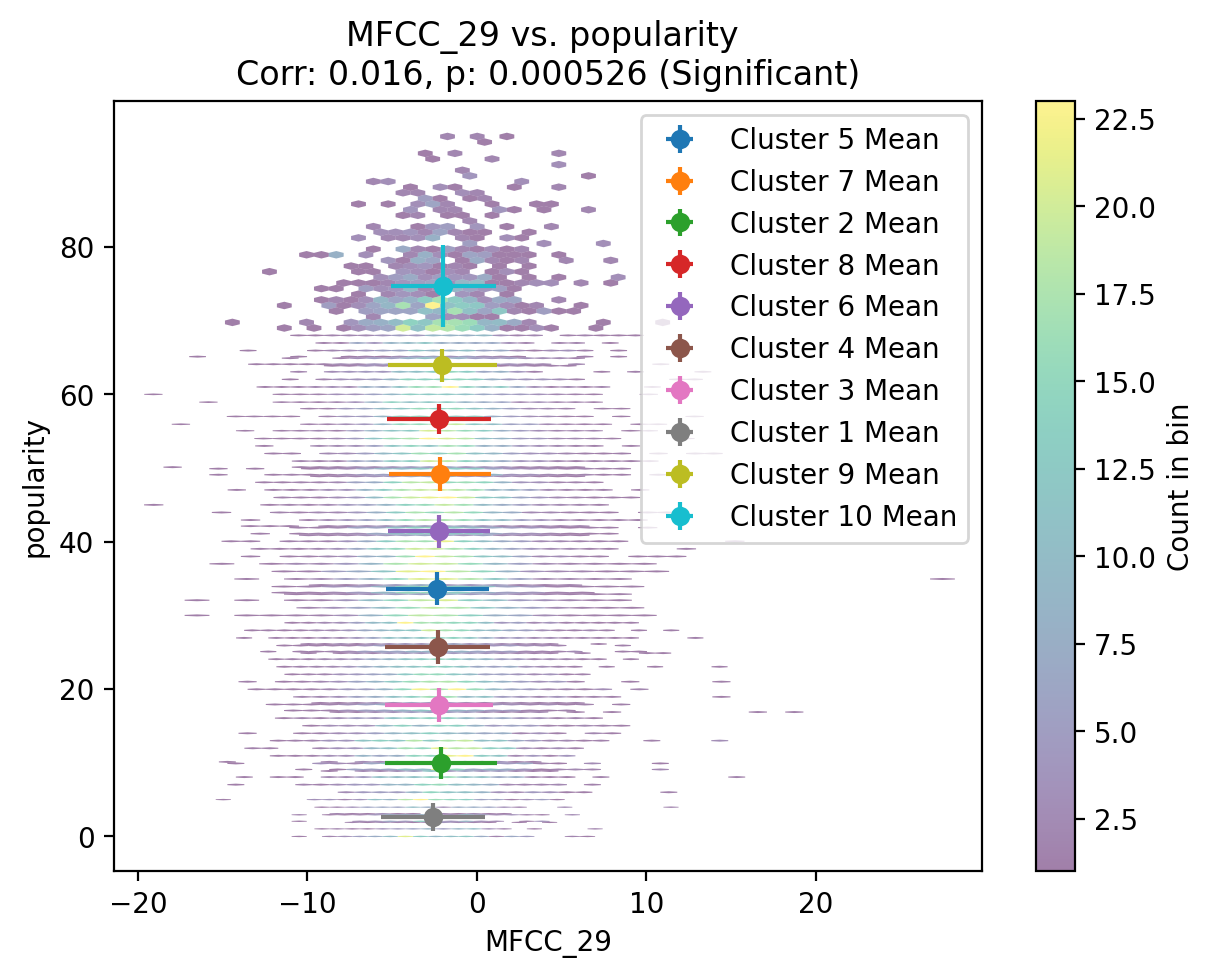 MFCC_29 vs. popularity
Corr: 0.016, p: 0.000526 (Significant)
Cluster 5 Mean
Cluster 7 Mean
Cluster 2 Mean
Cluster 8 Mean
Cluster 6 Mean
Cluster 4 Mean
Cluster 3 Mean
Cluster 1 Mean
Cluster 9 Mean
Cluster 10 Mean
popularity
80
60
40
20
0
−20
−10
0
10
20
MFCC_29
22.5
20.0
17.5
15.0
12.5
10.0
7.5
5.0
2.5
Count in bin